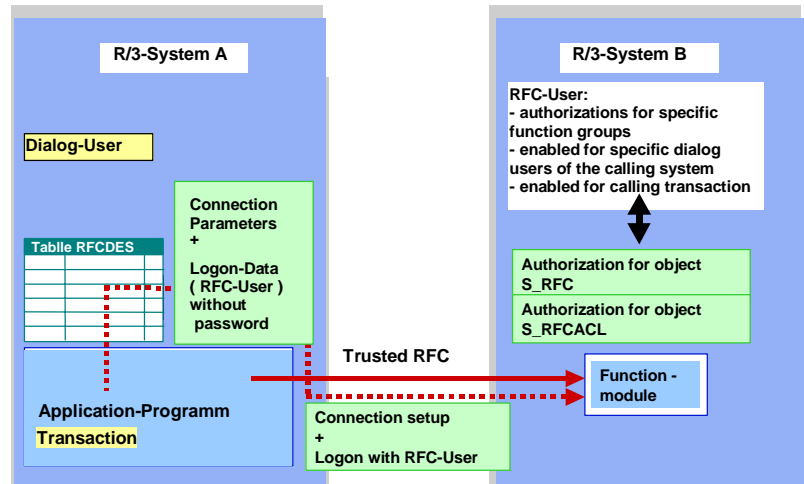 R/3-System A
Dialog-User
Connection
Parameters
+
Logon-Data
( RFC-User )
without
password
Tablle RFCDES
Application-Programm
Transaction
Trusted RFC
Connection setup
+
Logon with RFC-User
R/3-System B
RFC-User:
- authorizations for specific
function groups
- enabled for specific dialog
users of the calling system
- enabled for calling transaction
Authorization for object
S_RFC
Authorization for object
S_RFCACL
Function -
module